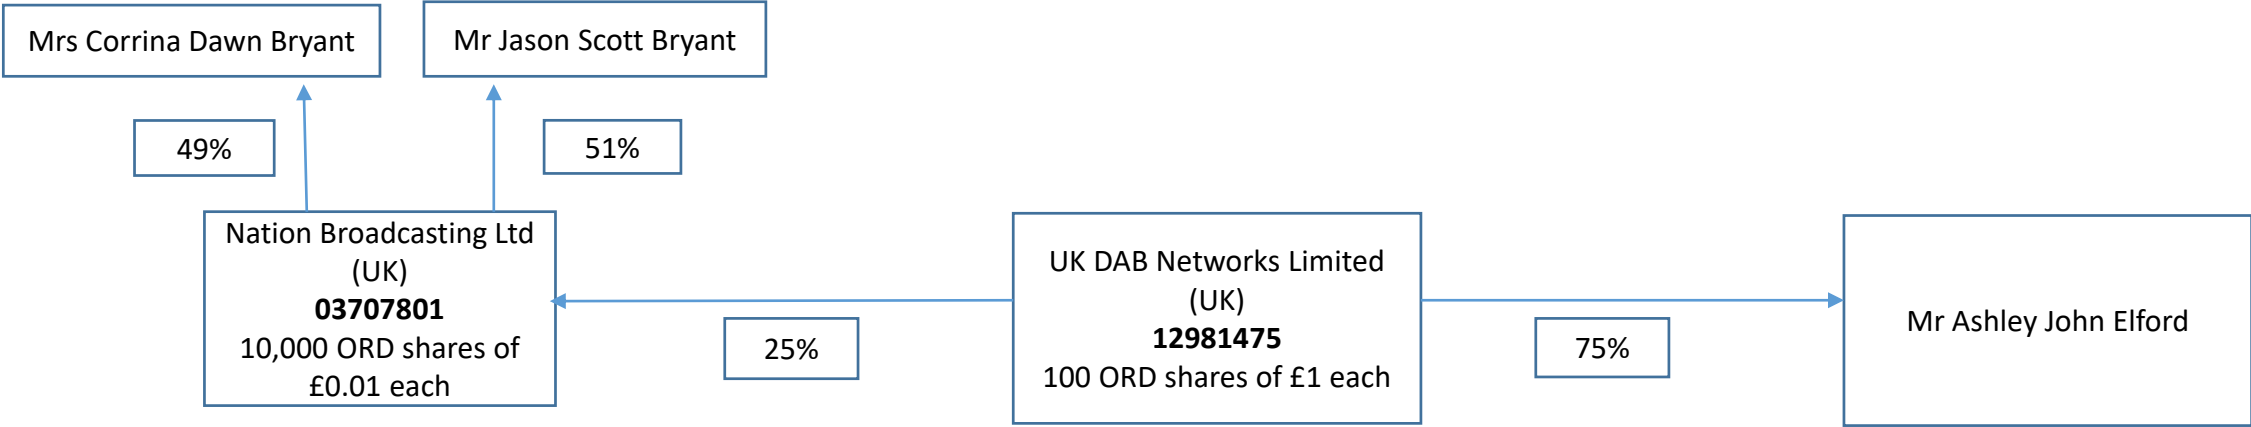 Mrs Corrina Dawn Bryant
Mr Jason Scott Bryant
49%
51%
Nation Broadcasting Ltd
(UK)
03707801
10,000 ORD shares of
£0.01 each
25%
UK DAB Networks Limited
(UK)
12981475
100 ORD shares of £1 each
75%
Mr Ashley John Elford